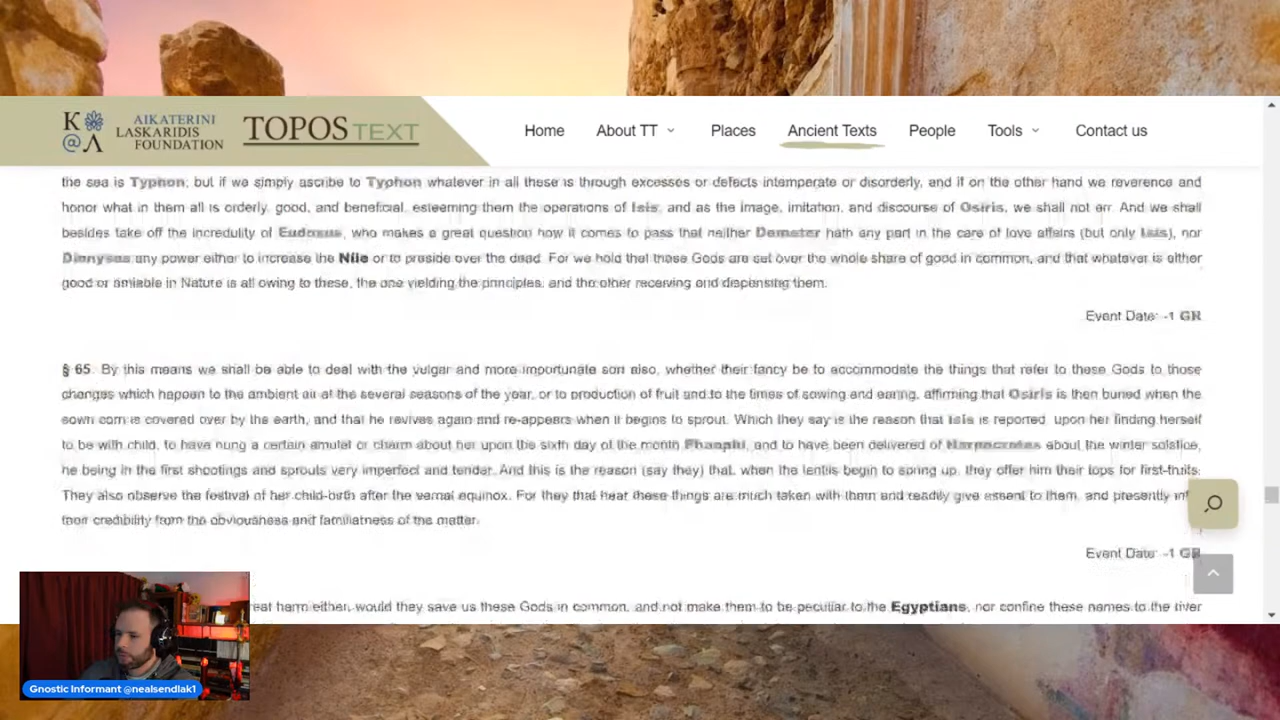 K
@ Λ
AIKATERINI
LASKARIDIS
FOUNDATION
TOPOS TEXT
Home
About TT
Places
Ancient Texts
People
Tools
Contact us
the sea is Typhon, but if we simply ascribe to Typhon whatever in all these is through excesses or defects intemperate or disorderly, and if on the other hand we reverence and
honor what in them all is orderly, good, and beneficial, esteeming them the operations of Isis, and as the image, imitation, and discourse of Osiris, we shall not err. And we shall
besides take off the incredulity of Eudoxus, who makes a great question how it comes to pass that neither Demeter hath any part in the care of love affairs (but only Isis), nor
Dionysos any power either to increase the Nile or to preside over the dead. For we hold that these Gods are set over the whole share of good in common, and that whatever is either
good or amiable in Nature is all owing to these, the one yielding the principles, and the other receiving and dispensing them.
Event Date: -1 GR
§ 65 By this means we shall be able to deal with the vulgar and more importunate sort also, whether their fancy be to accommodate the things that refer to these Gods to those
changes which happen to the ambient air at the several seasons of the year, or to production of fruit and to the times of sowing and earing, affirming that Osiris is then buried when the
sown corn is covered over by the earth, and that he revives again and re-appears when it begins to sprout. Which they say is the reason that Isis is reported, upon her finding herself
to be with child, to have hung a certain amulet or charm about her upon the sixth day of the month Phaophi, and to have been delivered of Harpocrates about the winter solstice,
he being in the first shootings and sprouts very imperfect and tender. And this is the reason (say they) that, when the lentils begin to spring up, they offer him their tops for first-fruits.
They also observe the festival of her child-birth after the vernal equinox. For they that hear these things are much taken with them and readily give assent to them, and presently
their credibility from the obviousness and familiarness of the matter.
Event Date: -1 GR
eat harm either, would they save us these Gods in common, and not make them to be peculiar to the Egyptians, nor confine these names to the river
Gnostic Informant @nealsendlak1